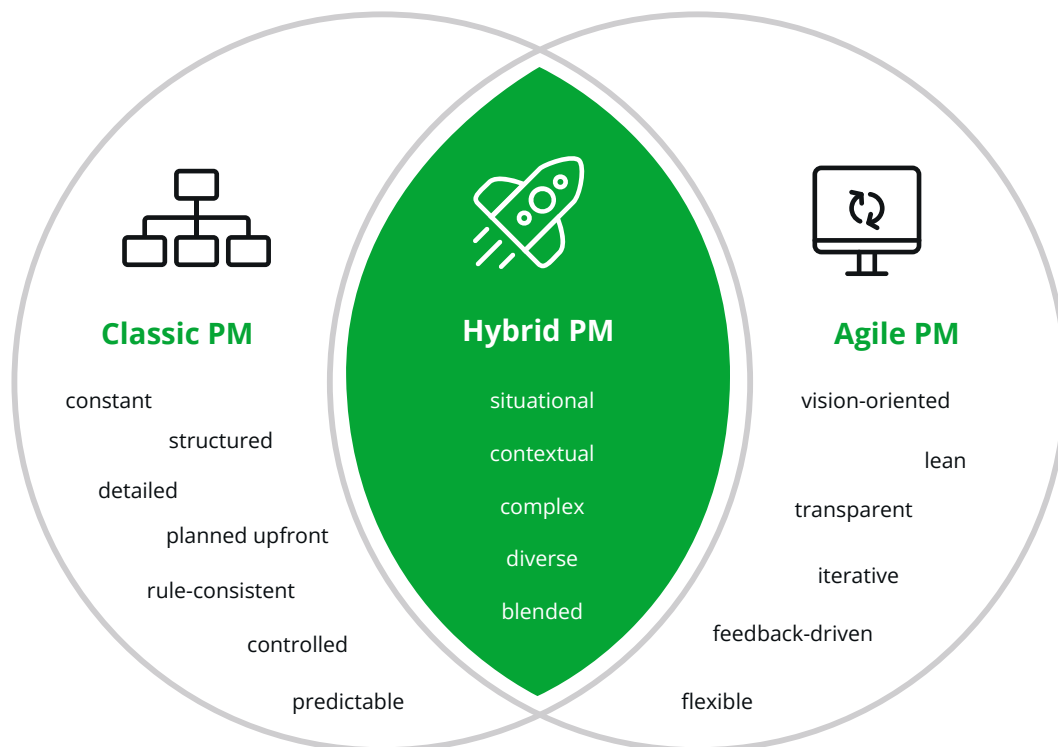 Classic PM
constant
structured
detailed
planned upfront
rule-consistent
controlled
predictable
Hybrid PM
situational
contextual
complex
diverse
blended
Agile PM
vision-oriented
lean
transparent
iterative
feedback-driven
flexible